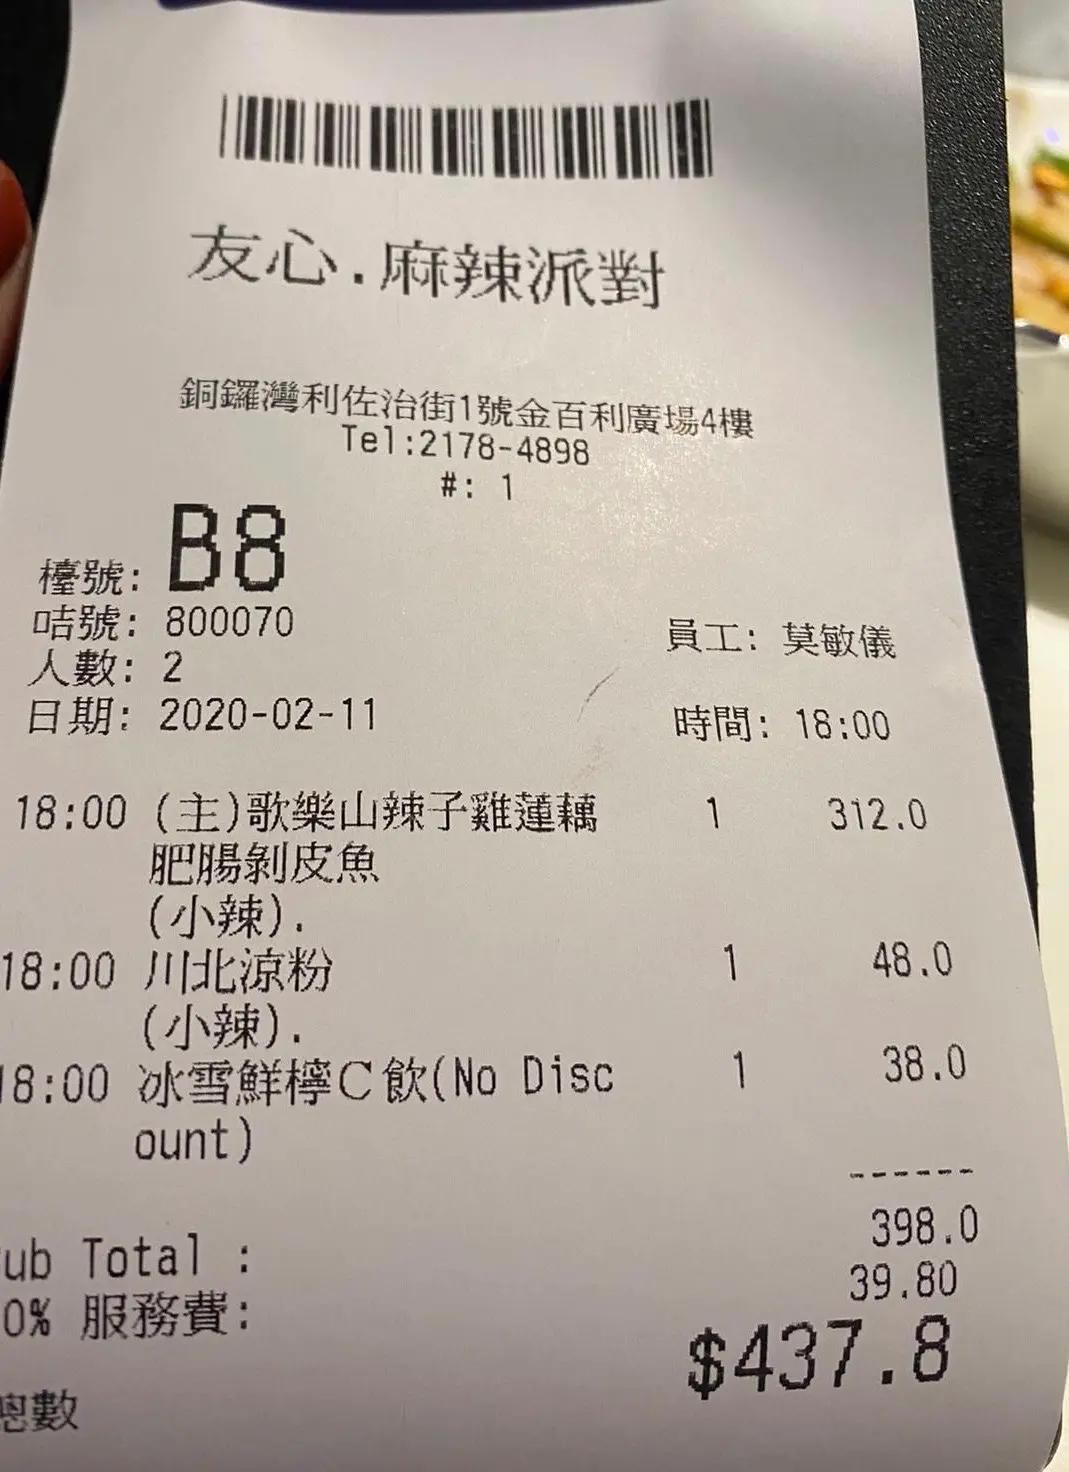 友心.麻辣派對
銅鑼灣利佐治街1號金百利廣場4樓
Tel:2178-4898
#: 1
檯號: B8
咭號: 800070 員工: 莫敏儀
人數: 2
日期: 2020-02-11 時間: 18:00
18:00 (主)歌樂山辣子雞蓮藕 1 312.0
肥腸剝皮魚
(小辣).
18:00 川北涼粉 1 48.0
(小辣).
18:00 冰雪鮮檸C飲(No Disc 1 38.0
ount)
------
ub Total : 398.0
0% 服務費: 39.80
總數 $437.8